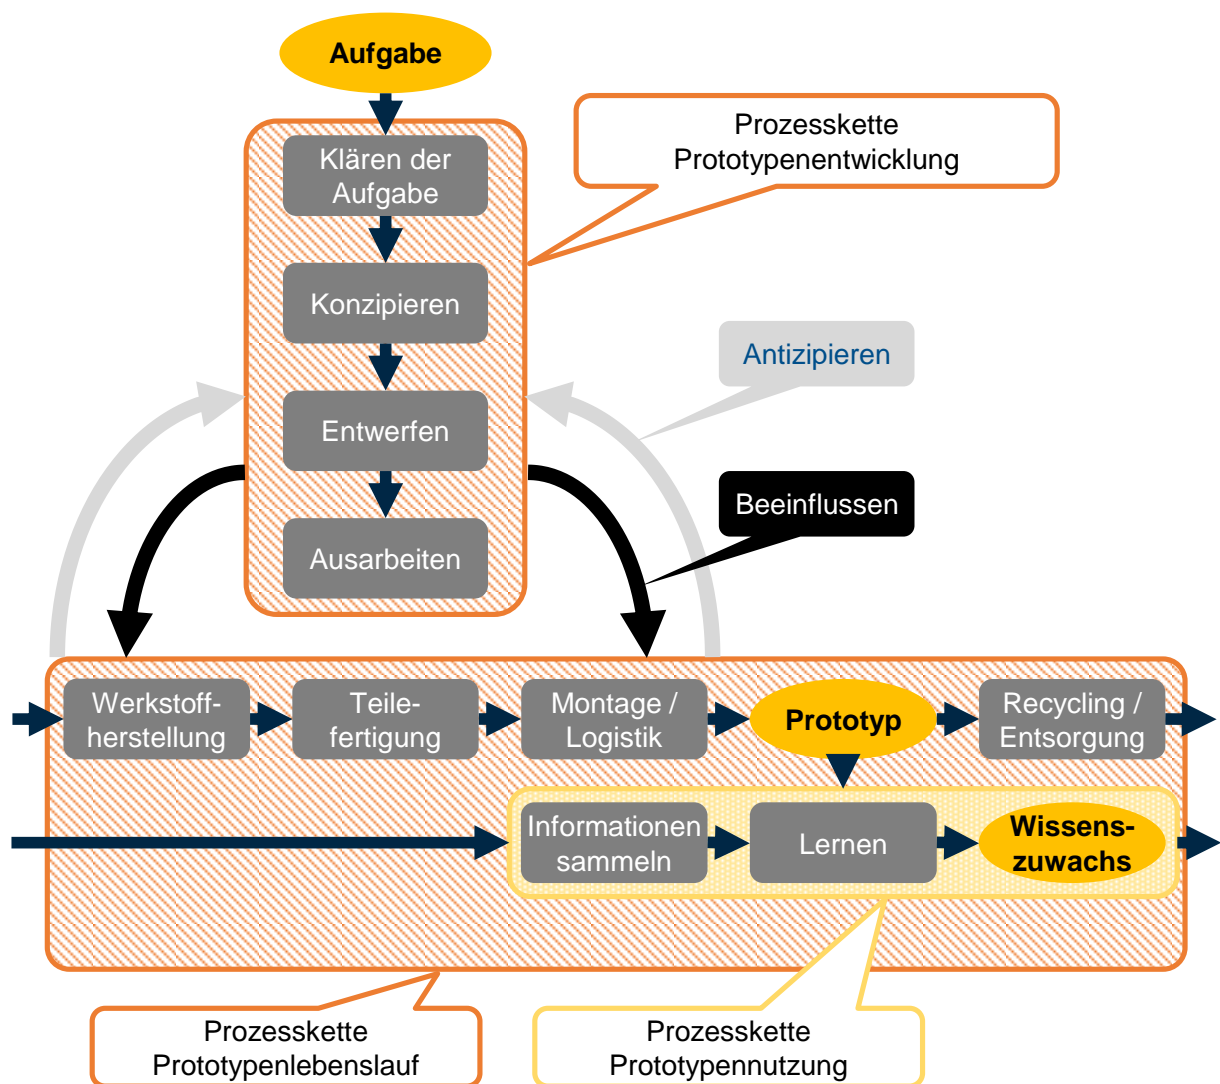 Aufgabe
Prozesskette
Prototypenentwicklung
Klären der
Aufgabe
Konzipieren
Antizipieren
Entwerfen
Beeinflussen
Ausarbeiten
Werkstoff-
herstellung
Teile-
fertigung
Montage /
Logistik
Prototyp
Recycling /
Entsorgung
Informationen
sammeln
Lernen
Wissens-
zuwachs
Prozesskette
Prototypenlebenslauf
Prozesskette
Prototypennutzung